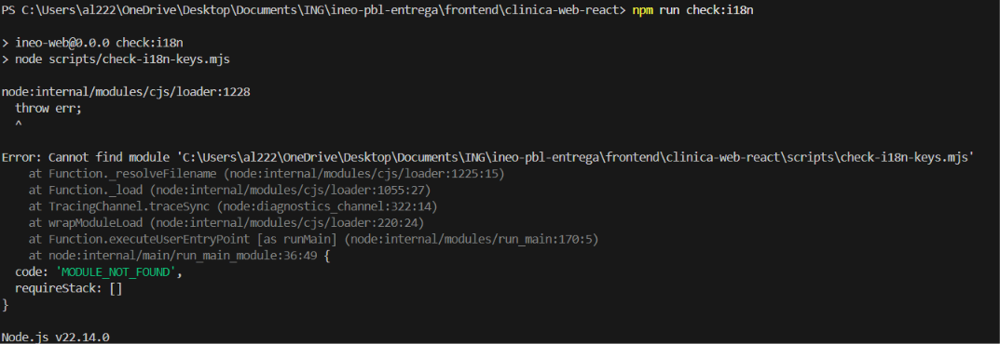 PS C:\Users\al222\OneDrive\Desktop\Documents\ING\ineo-pbl-entrega\frontend\clinica-web-react> npm run check:i18n
> ineo-web@0.0.0 check:i18n
> node scripts/check-i18n-keys.mjs
node:internal/modules/cjs/loader:1228
  throw err;
  ^
Error: Cannot find module 'C:\Users\al222\OneDrive\Desktop\Documents\ING\ineo-pbl-entrega\frontend\clinica-web-react\scripts\check-i18n-keys.mjs'
    at Function._resolveFilename (node:internal/modules/cjs/loader:1225:15)
    at Function._load (node:internal/modules/cjs/loader:1055:27)
    at TracingChannel.traceSync (node:diagnostics_channel:322:14)
    at wrapModuleLoad (node:internal/modules/cjs/loader:220:24)
    at Function.executeUserEntryPoint [as runMain] (node:internal/modules/run_main:170:5)
    at node:internal/main/run_main_module:36:49 {
  code: 'MODULE_NOT_FOUND',
  requireStack: []
}
Node.js v22.14.0